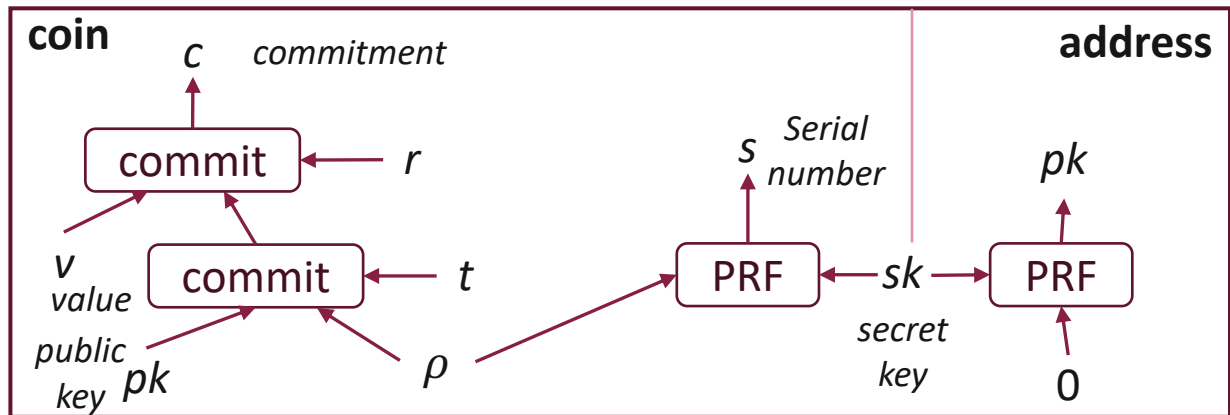 coin
address
c
commitment
commit
r
s
Serial
number
pk
v
value
commit
t
PRF
sk
PRF
public
key pk
ρ
secret
key
0